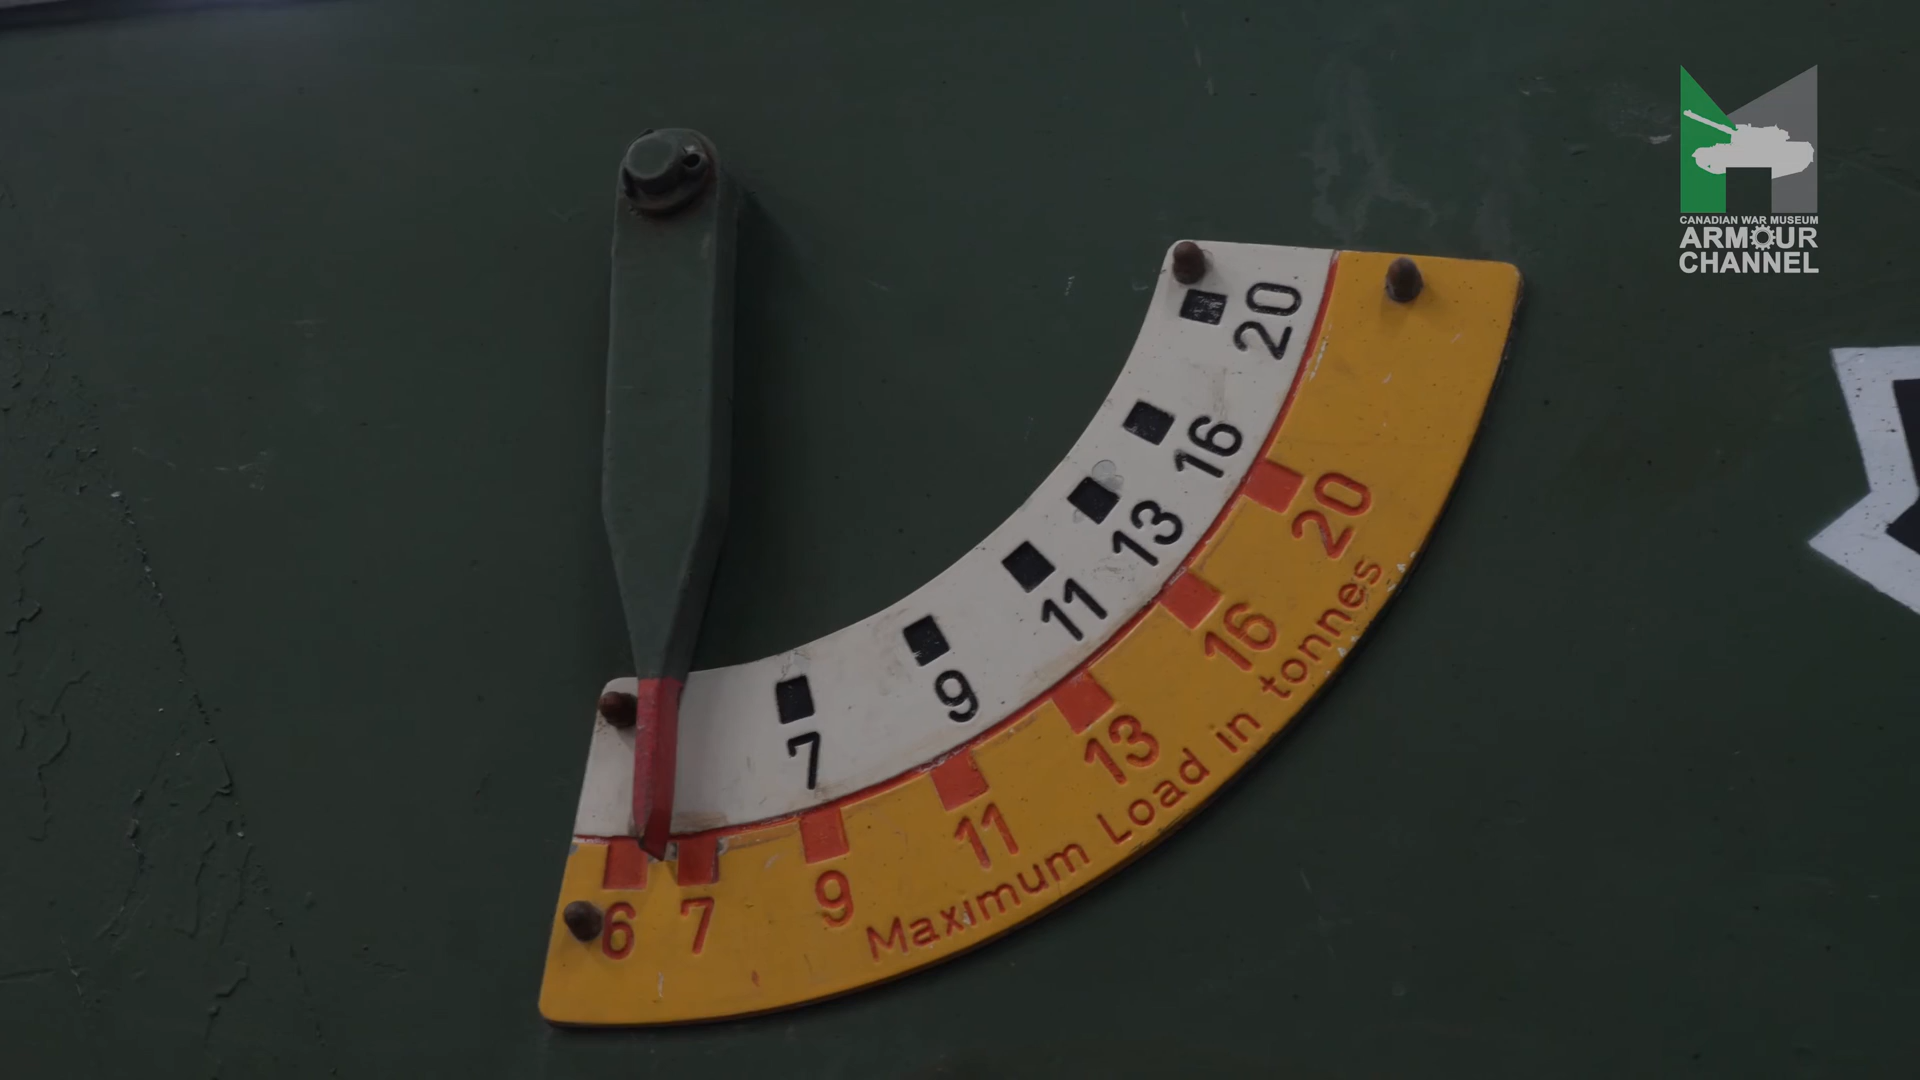 CANADIAN WAR MUSEUM
ARMOUR
CHANNEL
7 9 11 13 16 20
6 7 9 11 13 16 20
Maximum Load in tonnes